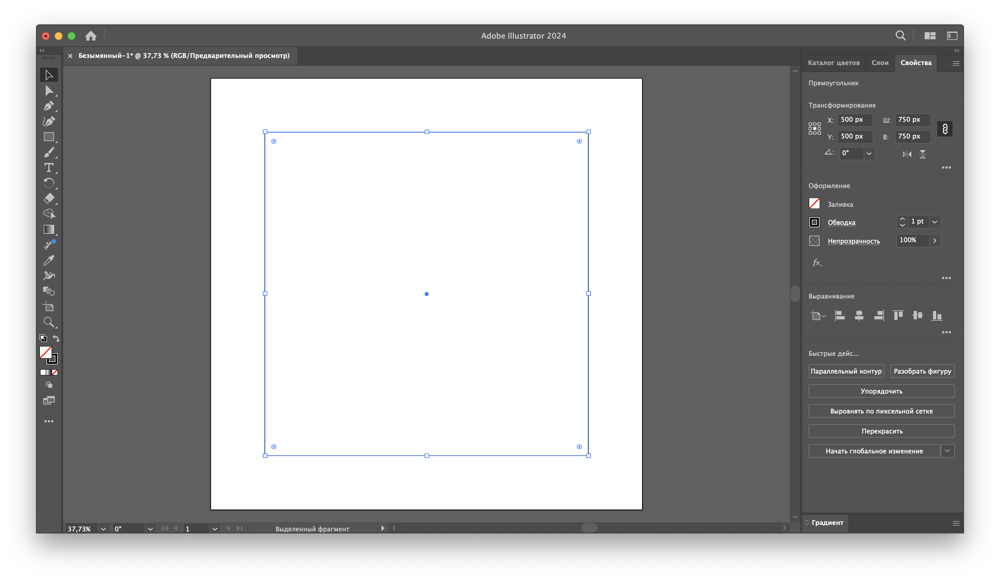 Adobe Illustrator 2024
Безымянный-1* @ 37,73 % (RGB/Предварительный просмотр)
Каталог цветов Слои Свойства
Прямоугольник
Трансформирование
X: 500 px Ш: 750 px
Y: 500 px В: 750 px
0°
Оформление
Заливка
Обводка 1 pt
Непрозрачность 100%
fx
Выравнивание
Быстрые дейс...
Параллельный контур Разобрать фигуру
Упорядочить
Выровнять по пиксельной сетке
Перекрасить
Начать глобальное изменение
Градиент
37,73% 0° 1 Выделенный фрагмент